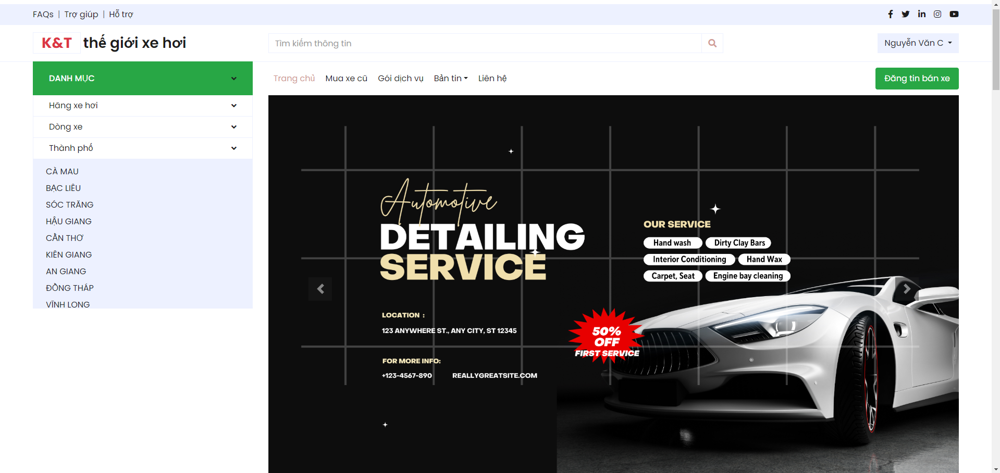 FAQs | Trợ giúp | Hỗ trợ
K&T thế giới xe hơi
Tìm kiếm thông tin
Nguyễn Văn C
DANH MỤC
Trang chủ Mua xe cũ Gói dịch vụ Bản tin Liên hệ
Đăng tin bán xe
Hãng xe hơi
Dòng xe
Thành phố
CÀ MAU
BẠC LIÊU
SÓC TRĂNG
HẬU GIANG
CẦN THƠ
KIÊN GIANG
AN GIANG
ĐỒNG THÁP
VĨNH LONG
Automotive
DETAILING
SERVICE
OUR SERVICE
Hand wash Dirty Clay Bars
Interior Conditioning Hand Wax
Carpet, Seat Engine bay cleaning
LOCATION :
123 ANYWHERE ST., ANY CITY, ST 12345
50%
OFF
FIRST SERVICE
FOR MORE INFO:
+123-4567-890 REALLYGREATSITE.COM